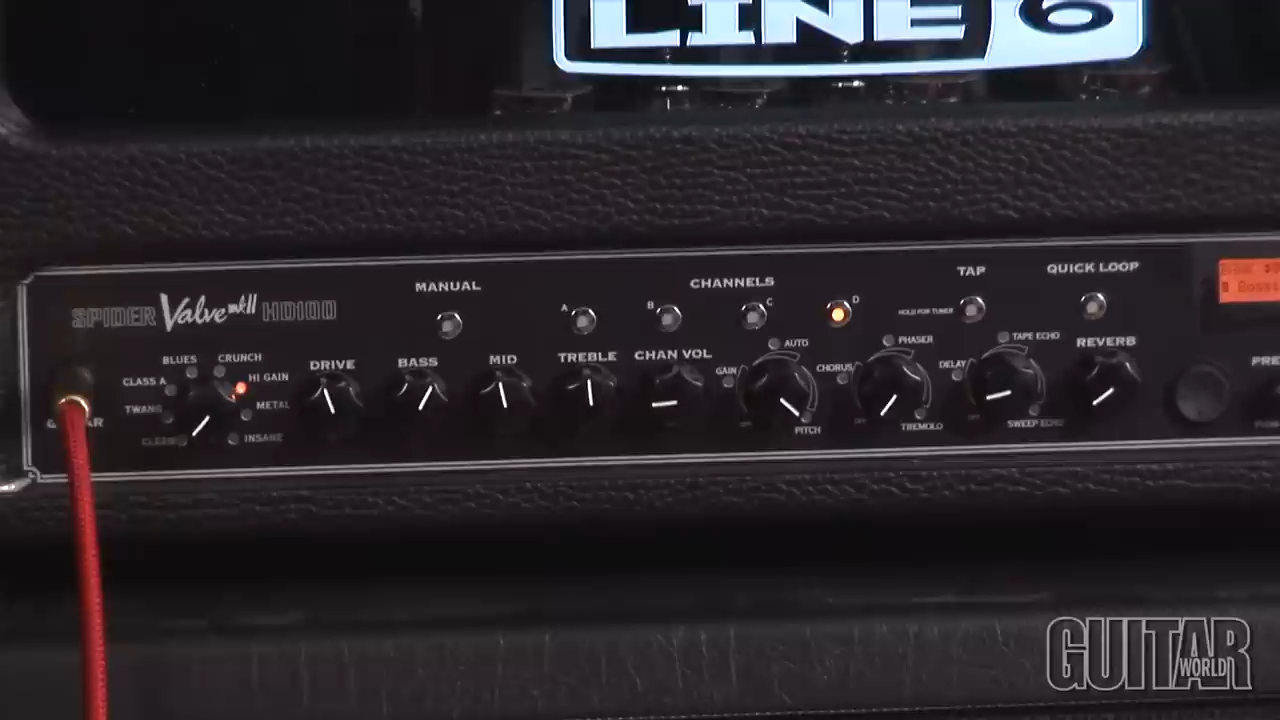 LINE 6
SPIDER Valve mkII HD100
MANUAL
CHANNELS
A
B
C
D
TAP
HOLD FOR TUNER
QUICK LOOP
CLEAN
TWANG
CLASS A
BLUES
CRUNCH
HI GAIN
METAL
INSANE
DRIVE
BASS
MID
TREBLE
CHAN VOL
GAIN
AUTO
PITCH
CHORUS
PHASER
TREMOLO
DELAY
TAPE ECHO
SWEEP ECHO
REVERB
GUITAR
WORLD